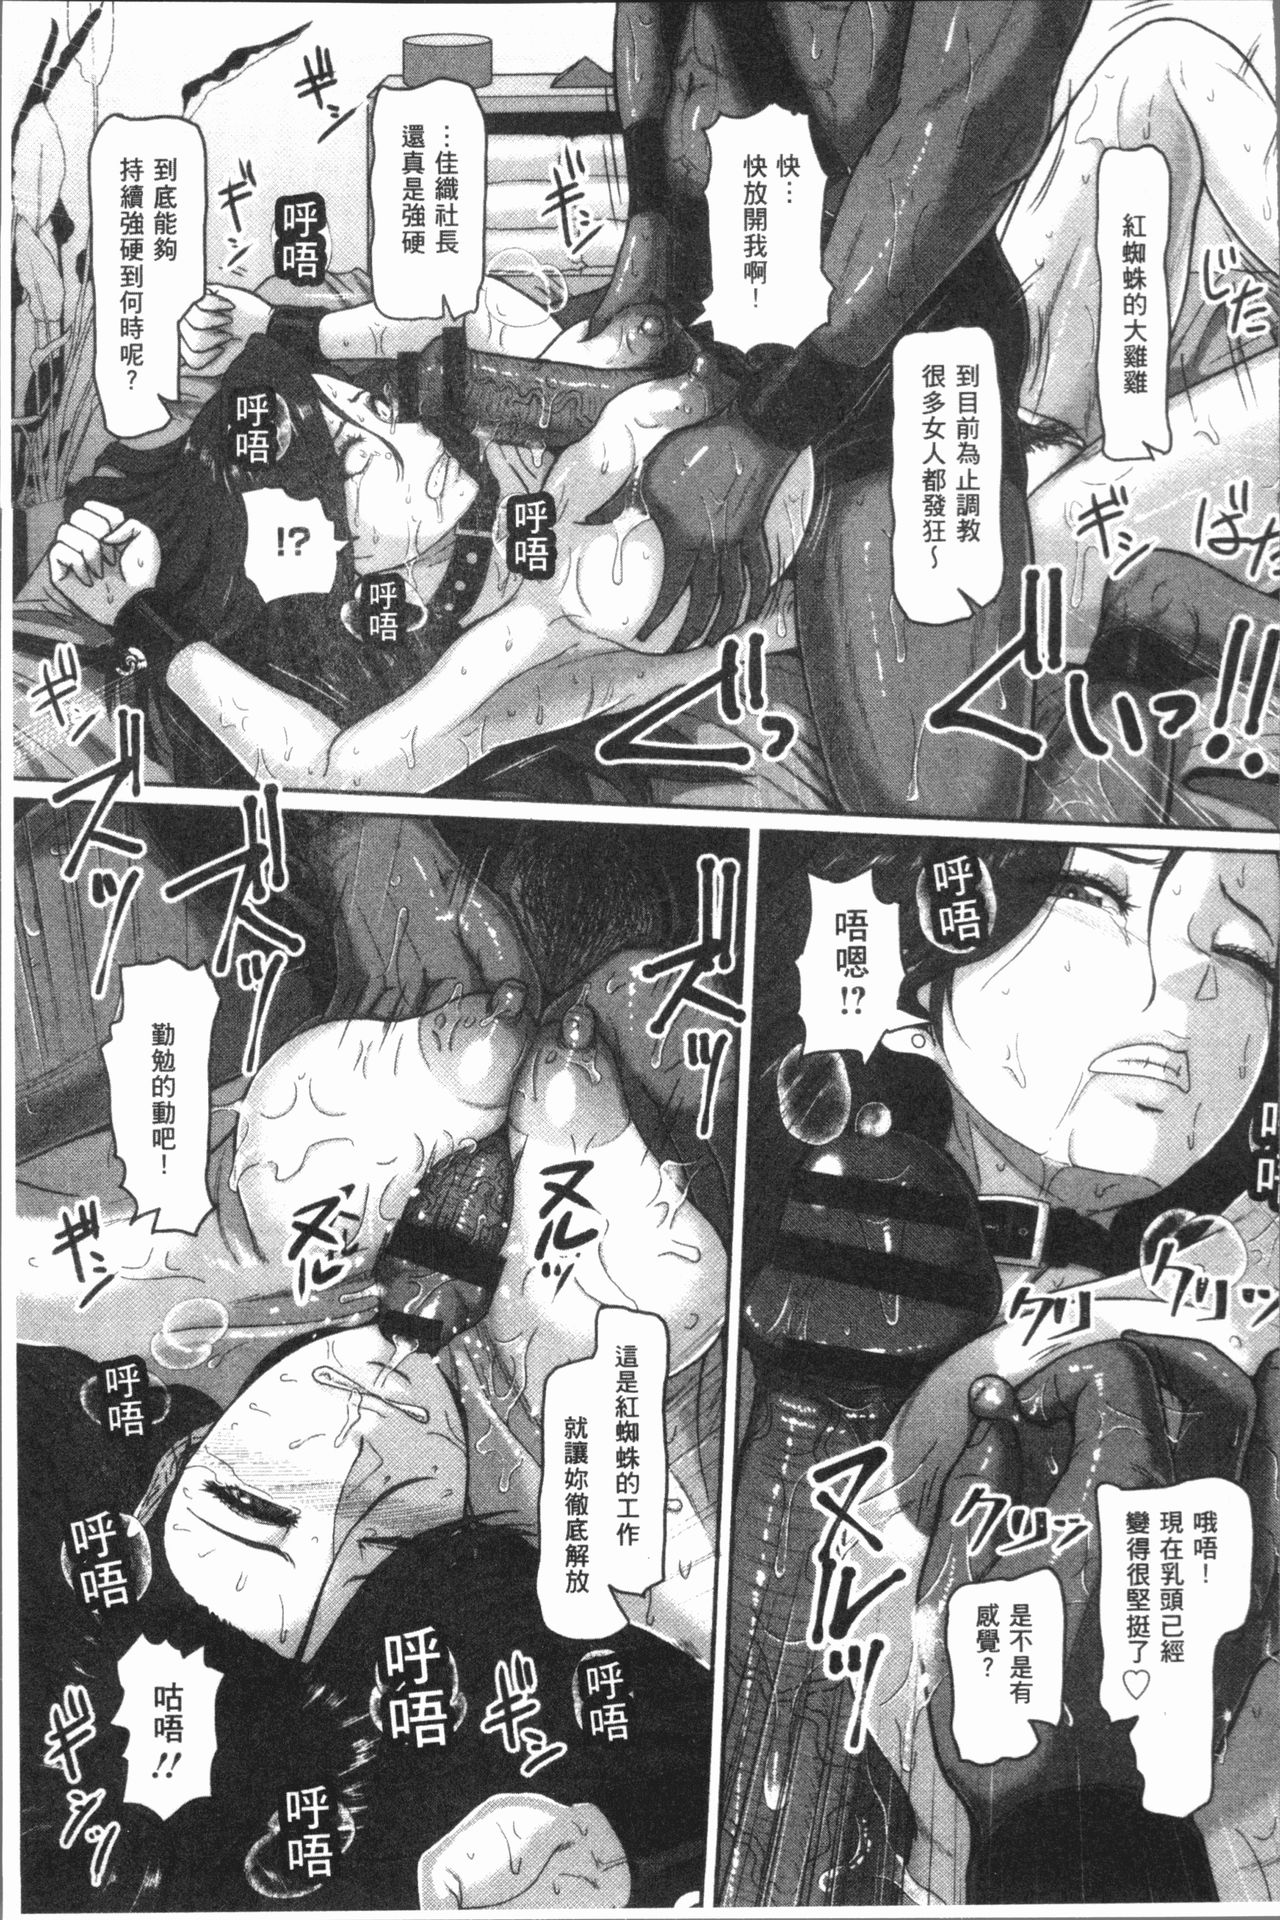 紅蜘蛛的大雞雞
到目前為止調教
很多女人都發狂～
快…
快放開我啊！
…佳織社長
還真是強硬
到底能夠
持續強硬到何時呢？
!?
呼唔
呼唔
呼唔
呼唔
じた
ばた
ギシ
ギシ
ギシ
ギシッ
ぐいっ!!
ぐっ
唔嗯!?
呼唔
クリ
クリッ
クリッ
ヌルッ
哦唔！
現在乳頭已經
變得很堅挺了♡
是不是有
感覺？
ズッ
ズッ
ズッ
勤勉的動吧！
ギシ
ヌル
ヌルッ
這是紅蜘蛛的工作
就讓妳徹底解放
呼唔
呼唔
呼唔
呼唔
呼唔
咕唔!!
ギシ
ギシッ